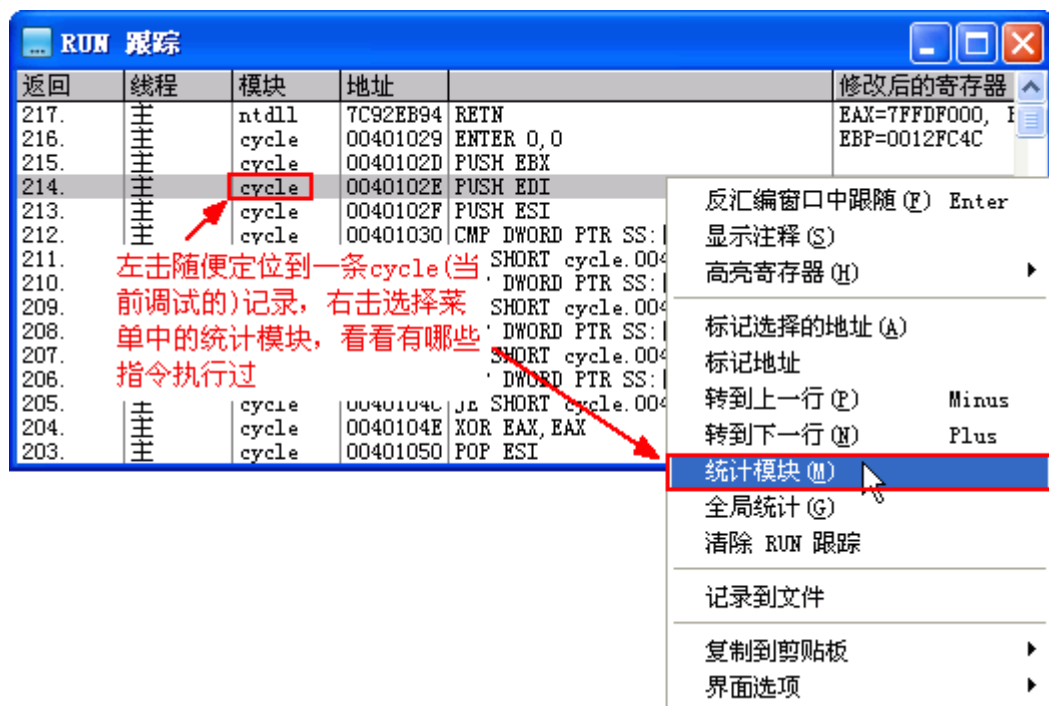 RUN 跟踪
返回 线程 模块 地址 修改后的寄存器
217. 主 ntdll 7C92EB94 RETN EAX=7FFDF000,
216. 主 cycle 00401029 ENTER 0,0 EBP=0012FC4C
215. 主 cycle 0040102D PUSH EBX
214. 主 cycle 0040102E PUSH EDI
213. 主 cycle 0040102F PUSH ESI
212. 主 cycle 00401030 CMP DWORD PTR SS:[
211. SHORT cycle.004
210. DWORD PTR SS:[
209. SHORT cycle.004
208. DWORD PTR SS:[
207. SHORT cycle.004
206. DWORD PTR SS:[
205. 主 cycle 0040104C JE SHORT cycle.004
204. 主 cycle 0040104E XOR EAX,EAX
203. 主 cycle 00401050 POP ESI
左击随便定位到一条cycle(当
前调试的)记录，右击选择菜
单中的统计模块，看看有哪些
指令执行过
反汇编窗口中跟随(F) Enter
显示注释(S)
高亮寄存器(H)
标记选择的地址(A)
标记地址
转到上一行(P) Minus
转到下一行(N) Plus
统计模块(M)
全局统计(G)
清除 RUN 跟踪
记录到文件
复制到剪贴板
界面选项